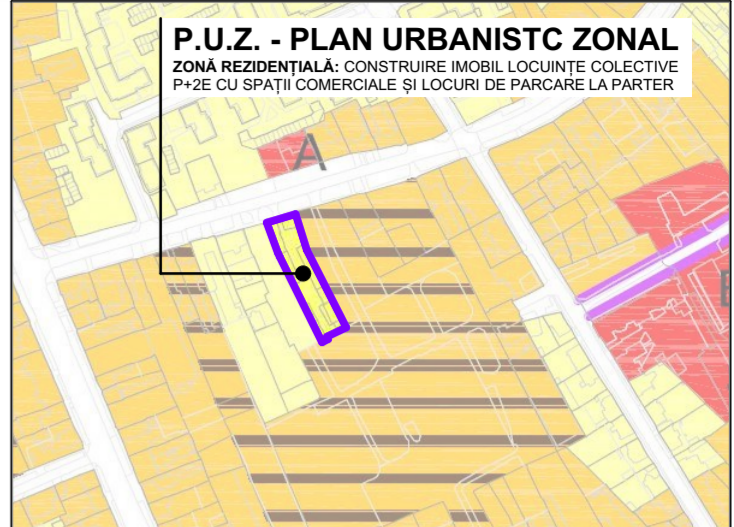 P.U.Z. - PLAN URBANISTC ZONAL
ZONĂ REZIDENȚIALĂ: CONSTRUIRE IMOBIL LOCUINȚE COLECTIVE
P+2E CU SPAȚII COMERCIALE ȘI LOCURI DE PARCARE LA PARTER
A